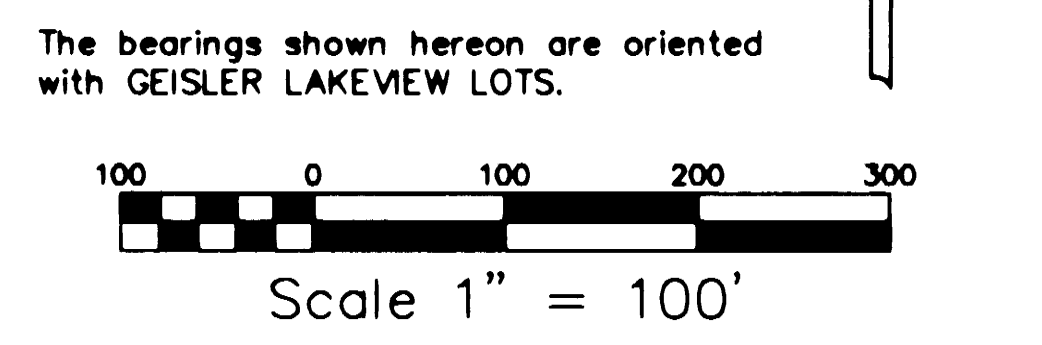 The bearings shown hereon are oriented
with GEISLER LAKEVIEW LOTS.
100 0 100 200 300
Scale 1" = 100'